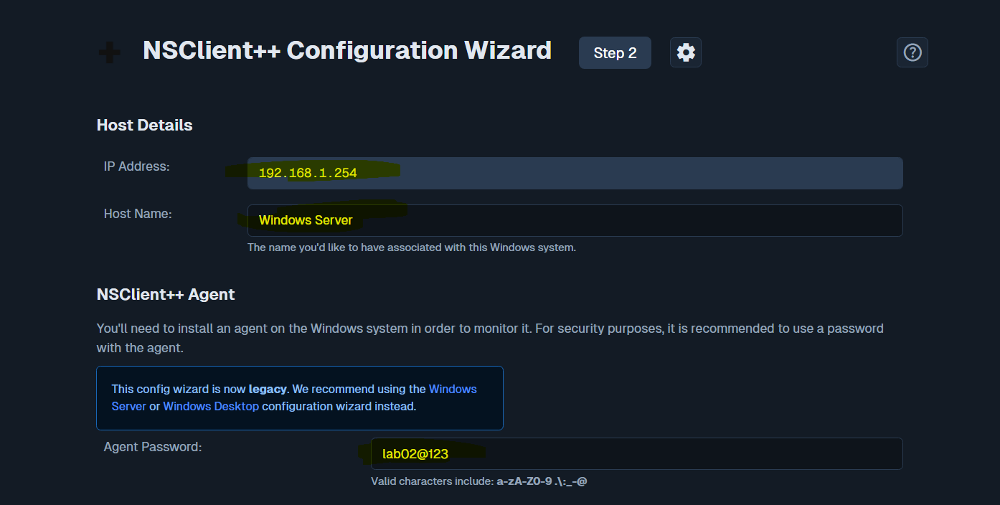 NSClient++ Configuration Wizard
Step 2
Host Details
IP Address:
192.168.1.254
Host Name:
Windows Server
The name you'd like to have associated with this Windows system.
NSClient++ Agent
You'll need to install an agent on the Windows system in order to monitor it. For security purposes, it is recommended to use a password
with the agent.
This config wizard is now legacy. We recommend using the Windows
Server or Windows Desktop configuration wizard instead.
Agent Password:
lab02@123
Valid characters include: a-zA-Z0-9 .\:_-@